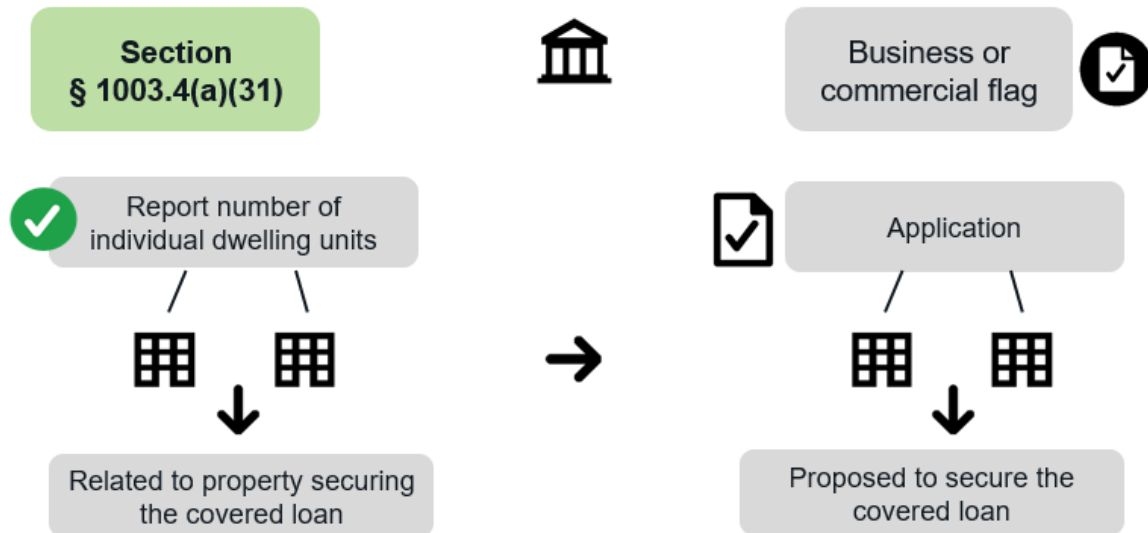 Section
§ 1003.4(a)(31)
Business or
commercial flag
Report number of
individual dwelling units
Application
Related to property securing
the covered loan
Proposed to secure the
covered loan